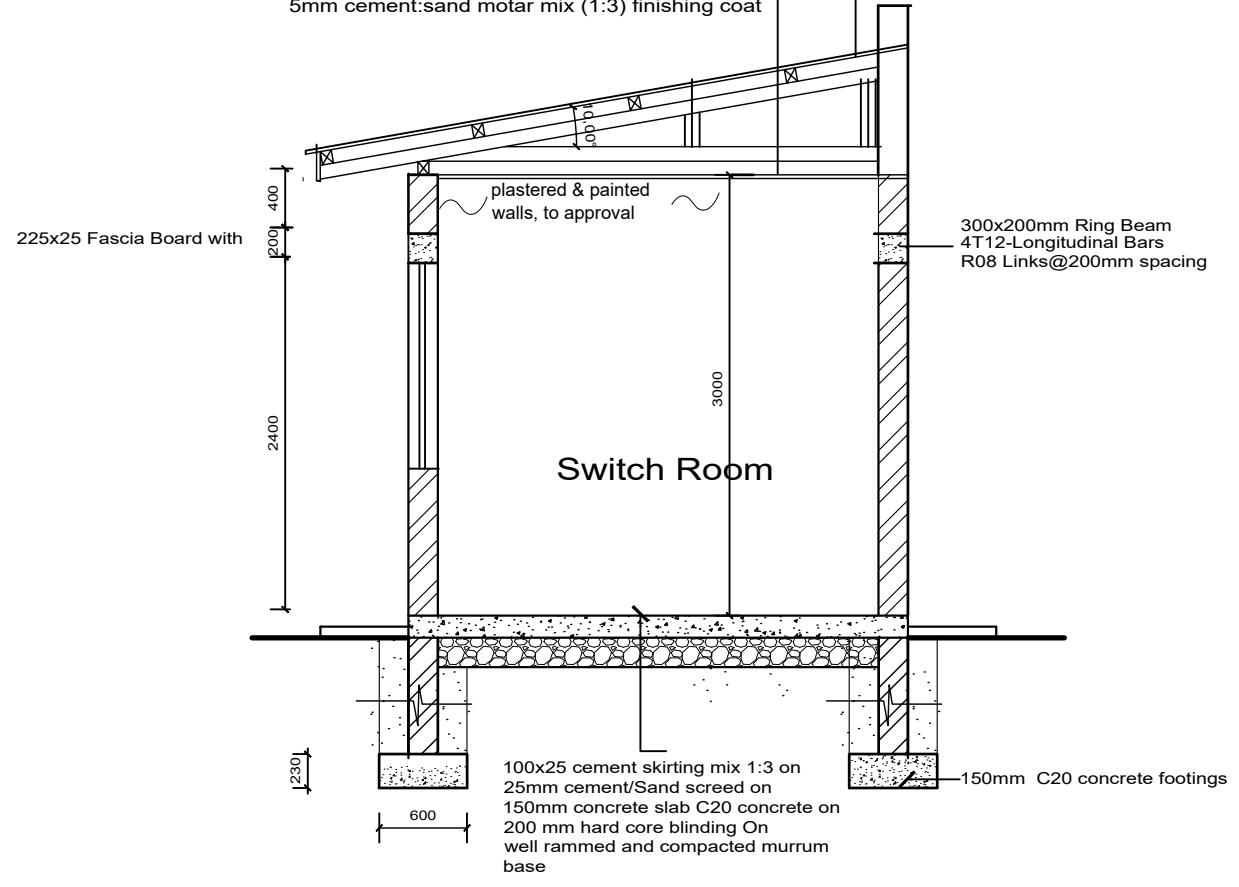 5mm cement:sand motar mix (1:3) finishing coat
10,00°
400
plastered & painted
walls, to approval
225x25 Fascia Board with
200
300x200mm Ring Beam
4T12-Longitudinal Bars
R08 Links@200mm spacing
2400
3000
Switch Room
230
600
100x25 cement skirting mix 1:3 on
25mm cement/Sand screed on
150mm concrete slab C20 concrete on
200 mm hard core blinding On
well rammed and compacted murrum
base
150mm C20 concrete footings